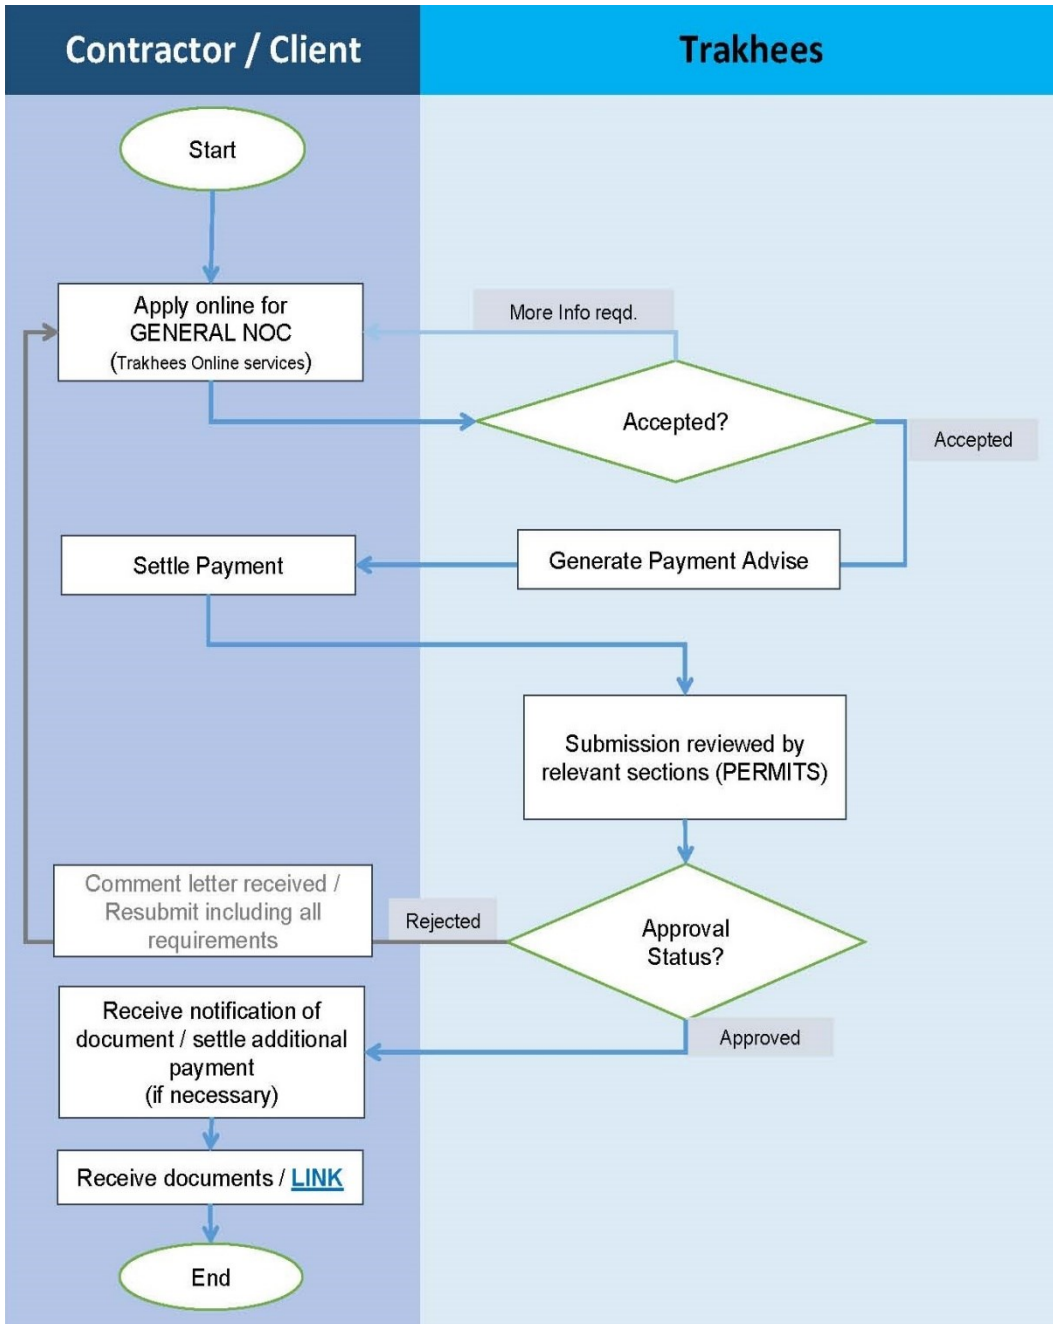 Contractor / Client
Trakhees
Start
Apply online for
GENERAL NOC
(Trakhees Online services)
More Info reqd.
Accepted?
Accepted
Generate Payment Advise
Settle Payment
Submission reviewed by
relevant sections (PERMITS)
Approval
Status?
Rejected
Comment letter received /
Resubmit including all
requirements
Approved
Receive notification of
document / settle additional
payment
(if necessary)
Receive documents / LINK
End